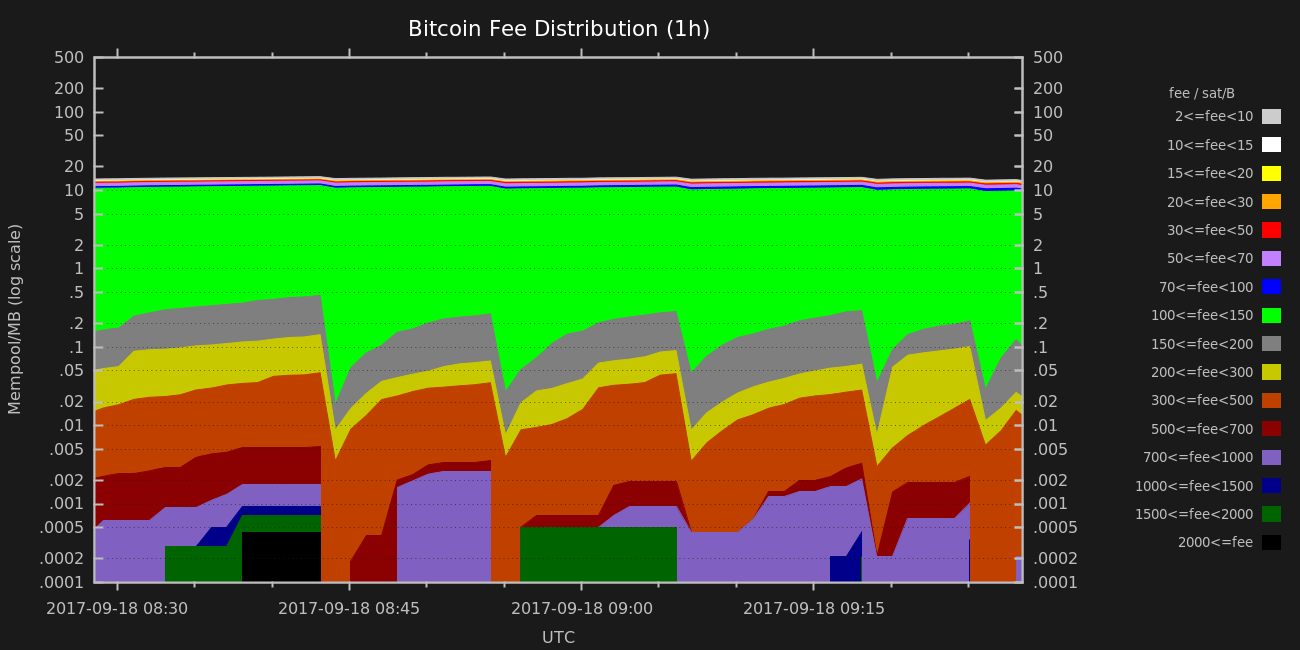 Bitcoin Fee Distribution (1h)
500 500
200 200
100 100
50 50
20 20
10 10
5 5
2 2
1 1
.5 .5
.2 .2
.1 .1
.05 .05
.02 .02
.01 .01
.005 .005
.002 .002
.001 .001
.0005 .0005
.0002 .0002
.0001 .0001
Mempool/MB (log scale)
2017-09-18 08:30 2017-09-18 08:45 2017-09-18 09:00 2017-09-18 09:15
UTC
fee / sat/B
2<=fee<10
10<=fee<15
15<=fee<20
20<=fee<30
30<=fee<50
50<=fee<70
70<=fee<100
100<=fee<150
150<=fee<200
200<=fee<300
300<=fee<500
500<=fee<700
700<=fee<1000
1000<=fee<1500
1500<=fee<2000
2000<=fee